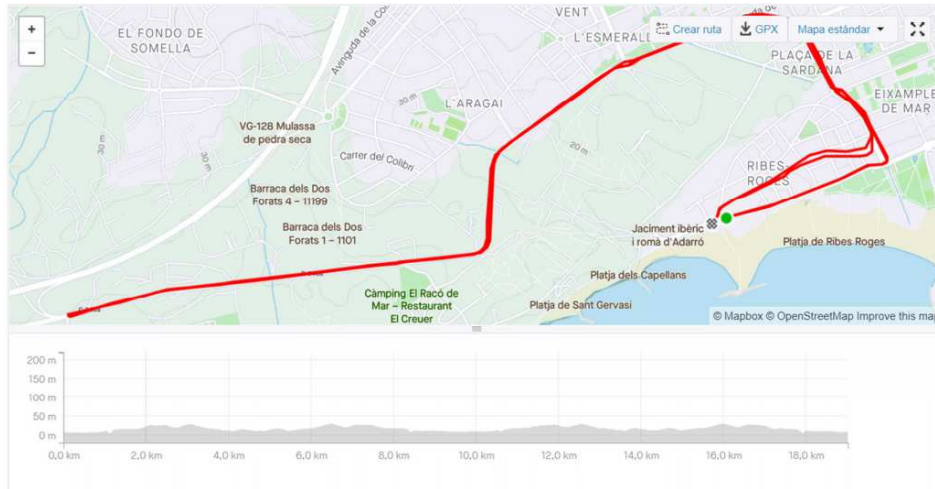 +
−
EL FONDO DE
SOMELLA
Avinguda de la Co
VENT
L'ESMERALL
Crear ruta
GPX
Mapa estándar
PLAÇA DE LA
SARDANA
EIXAMPLE
DE MAR
20 m
L'ARAGAI
VG-12B Mulassa
de pedra seca
30 m
30 m
Carrer del Colibrí
20 m
Barraca dels Dos
Forats 4 – 11199
RIBES-
ROGES
Barraca dels Dos
Forats 1 – 1101
Jaciment ibèric
i romà d'Adarró
Platja de Ribes Roges
Platja dels Capellans
Càmping El Racó de
Mar – Restaurant
El Creuer
Platja de Sant Gervasi
© Mapbox © OpenStreetMap Improve this map
200 m
150 m
100 m
50 m
0 m
0,0 km 2,0 km 4,0 km 6,0 km 8,0 km 10,0 km 12,0 km 14,0 km 16,0 km 18,0 km